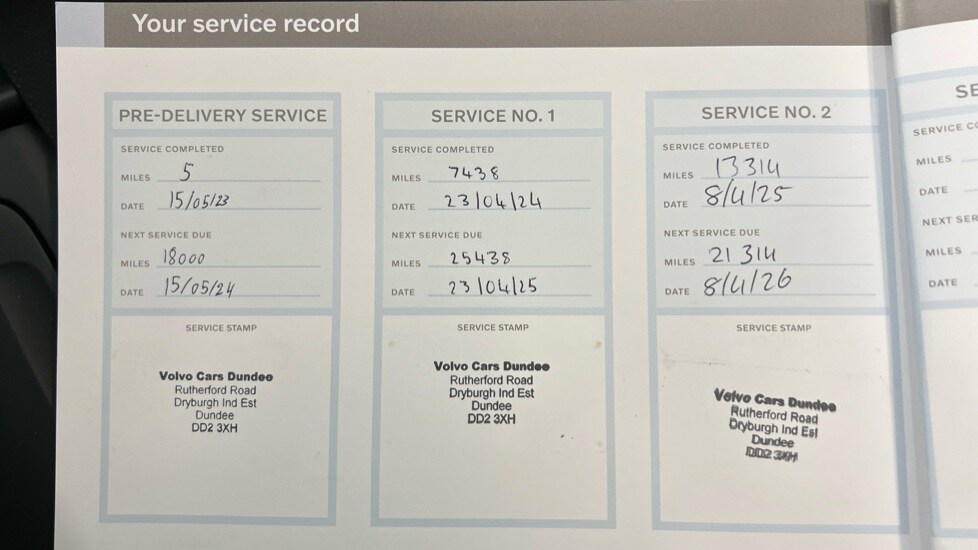 Your service record
PRE-DELIVERY SERVICE
SERVICE COMPLETED
MILES 5
DATE 15/05/23
NEXT SERVICE DUE
MILES 18000
DATE 15/05/24
SERVICE STAMP
Volvo Cars Dundee
Rutherford Road
Dryburgh Ind Est
Dundee
DD2 3XH
SERVICE NO. 1
SERVICE COMPLETED
MILES 7438
DATE 23/04/24
NEXT SERVICE DUE
MILES 25438
DATE 23/04/25
SERVICE STAMP
Volvo Cars Dundee
Rutherford Road
Dryburgh Ind Est
Dundee
DD2 3XH
SERVICE NO. 2
SERVICE COMPLETED
MILES 13314
DATE 8/4/25
NEXT SERVICE DUE
MILES 21314
DATE 8/4/26
SERVICE STAMP
Volvo Cars Dundee
Rutherford Road
Dryburgh Ind Est
Dundee
DD2 3XH
SE
SERVICE CO
MILES
DATE
NEXT SER
MILES
DATE